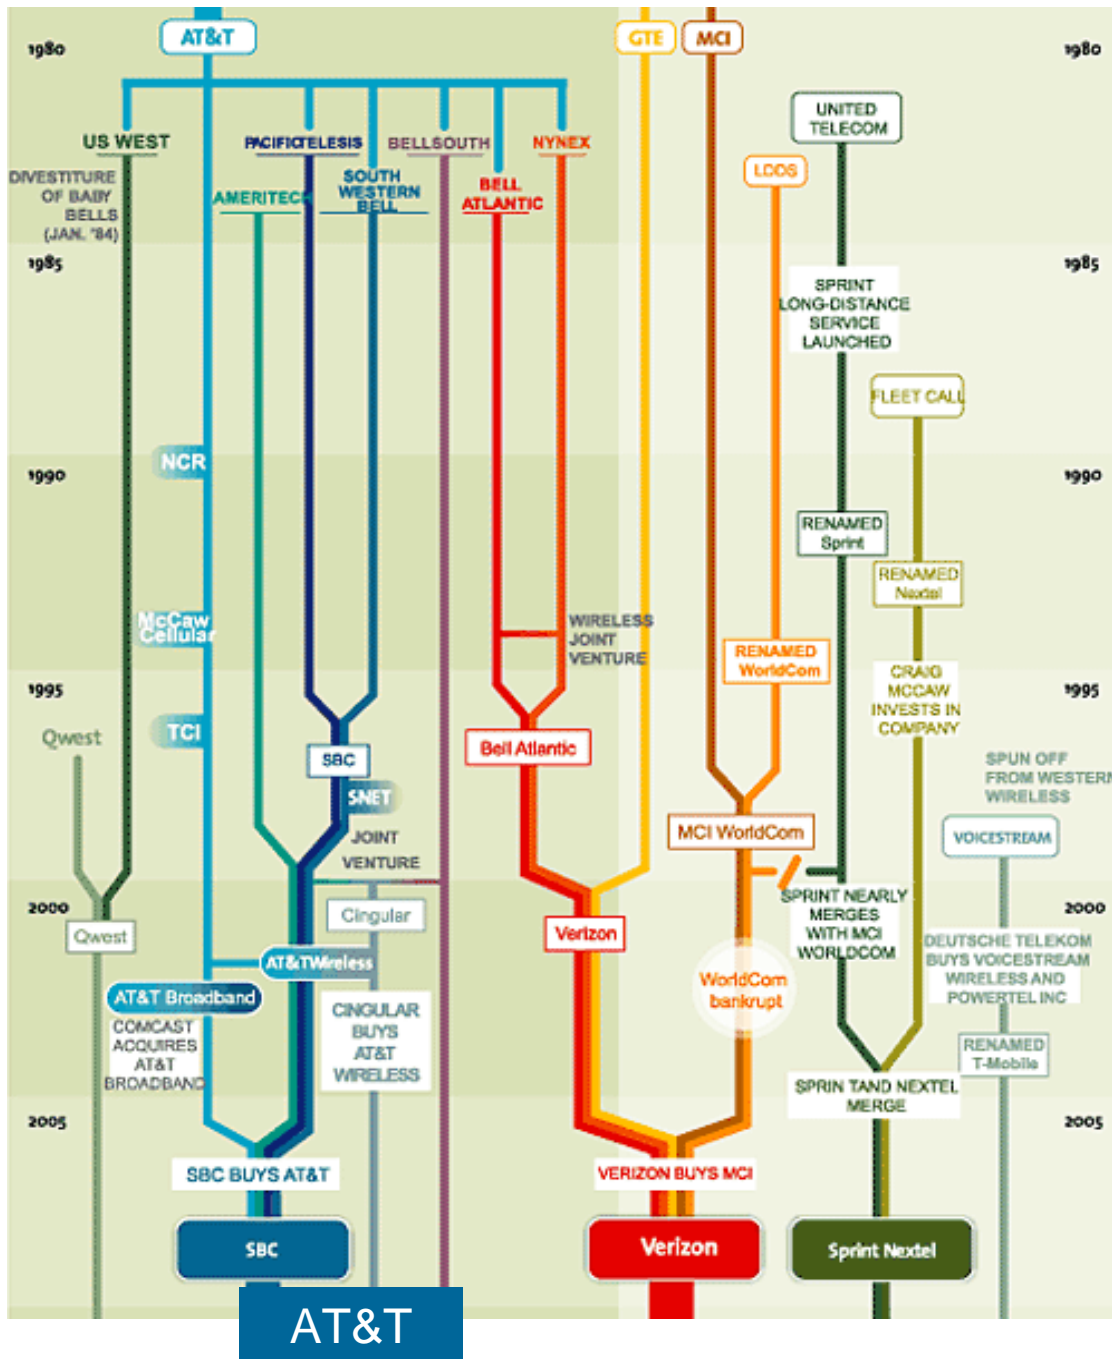 1980
AT&T
GTE
MCI
1980
UNITED
TELECOM
US WEST
PACIFICTELESIS
BELLSOUTH
NYNEX
LDDS
DIVESTITURE
OF BABY
BELLS
(JAN. '84)
AMERITECH
SOUTH
WESTERN
BELL
BELL
ATLANTIC
1985
1985
SPRINT
LONG-DISTANCE
SERVICE
LAUNCHED
FLEET CALL
NCR
1990
1990
RENAMED
Sprint
RENAMED
Nextel
McCaw
Cellular
WIRELESS
JOINT
VENTURE
RENAMED
WorldCom
CRAIG
MCCAW
INVESTS IN
COMPANY
1995
1995
Qwest
TCI
SBC
Bell Atlantic
SPUN OFF
FROM WESTERN
WIRELESS
SNET
JOINT
VENTURE
MCI WorldCom
VOICESTREAM
2000
2000
Qwest
Cingular
Verizon
SPRINT NEARLY
MERGES
WITH MCI
WORLDCOM
DEUTSCHE TELEKOM
BUYS VOICESTREAM
WIRELESS AND
POWERTEL INC
AT&TWireless
AT&T Broadband
COMCAST
ACQUIRES
AT&T
BROADBAND
CINGULAR
BUYS
AT&T
WIRELESS
WorldCom
bankrupt
RENAMED
T-Mobile
SPRIN TAND NEXTEL
MERGE
2005
2005
SBC BUYS AT&T
VERIZON BUYS MCI
SBC
Verizon
Sprint Nextel
AT&T